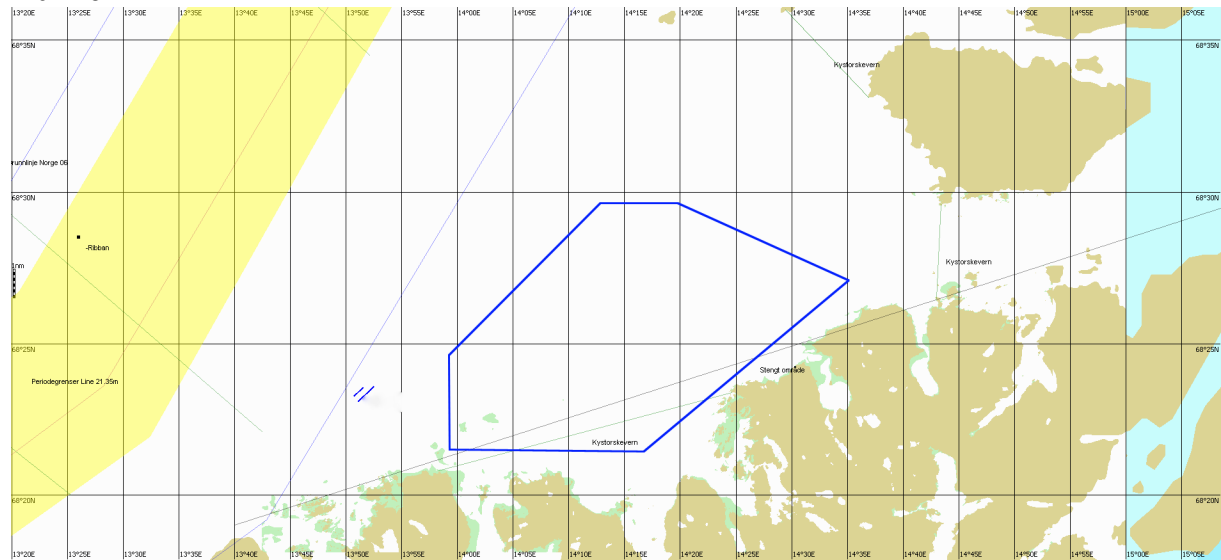 13°20E 13°25E 13°30E 13°35E 13°40E 13°45E 13°50E 13°55E 14°00E 14°05E 14°10E 14°15E 14°20E 14°25E 14°30E 14°35E 14°40E 14°45E 14°50E 14°55E 15°00E 15°05E
68°35N 68°35N
Kystorskevern
runnlinje Norge 06
68°30N 68°30N
-Ribban
Kystorskevern
1nm
68°25N 68°25N
Stengt område
Periodegrenser Line 21.35m
Kystorskevern
68°20N 68°20N
13°20E 13°25E 13°30E 13°35E 13°40E 13°45E 13°50E 13°55E 14°00E 14°05E 14°10E 14°15E 14°20E 14°25E 14°30E 14°35E 14°40E 14°45E 14°50E 14°55E 15°00E 15°05E